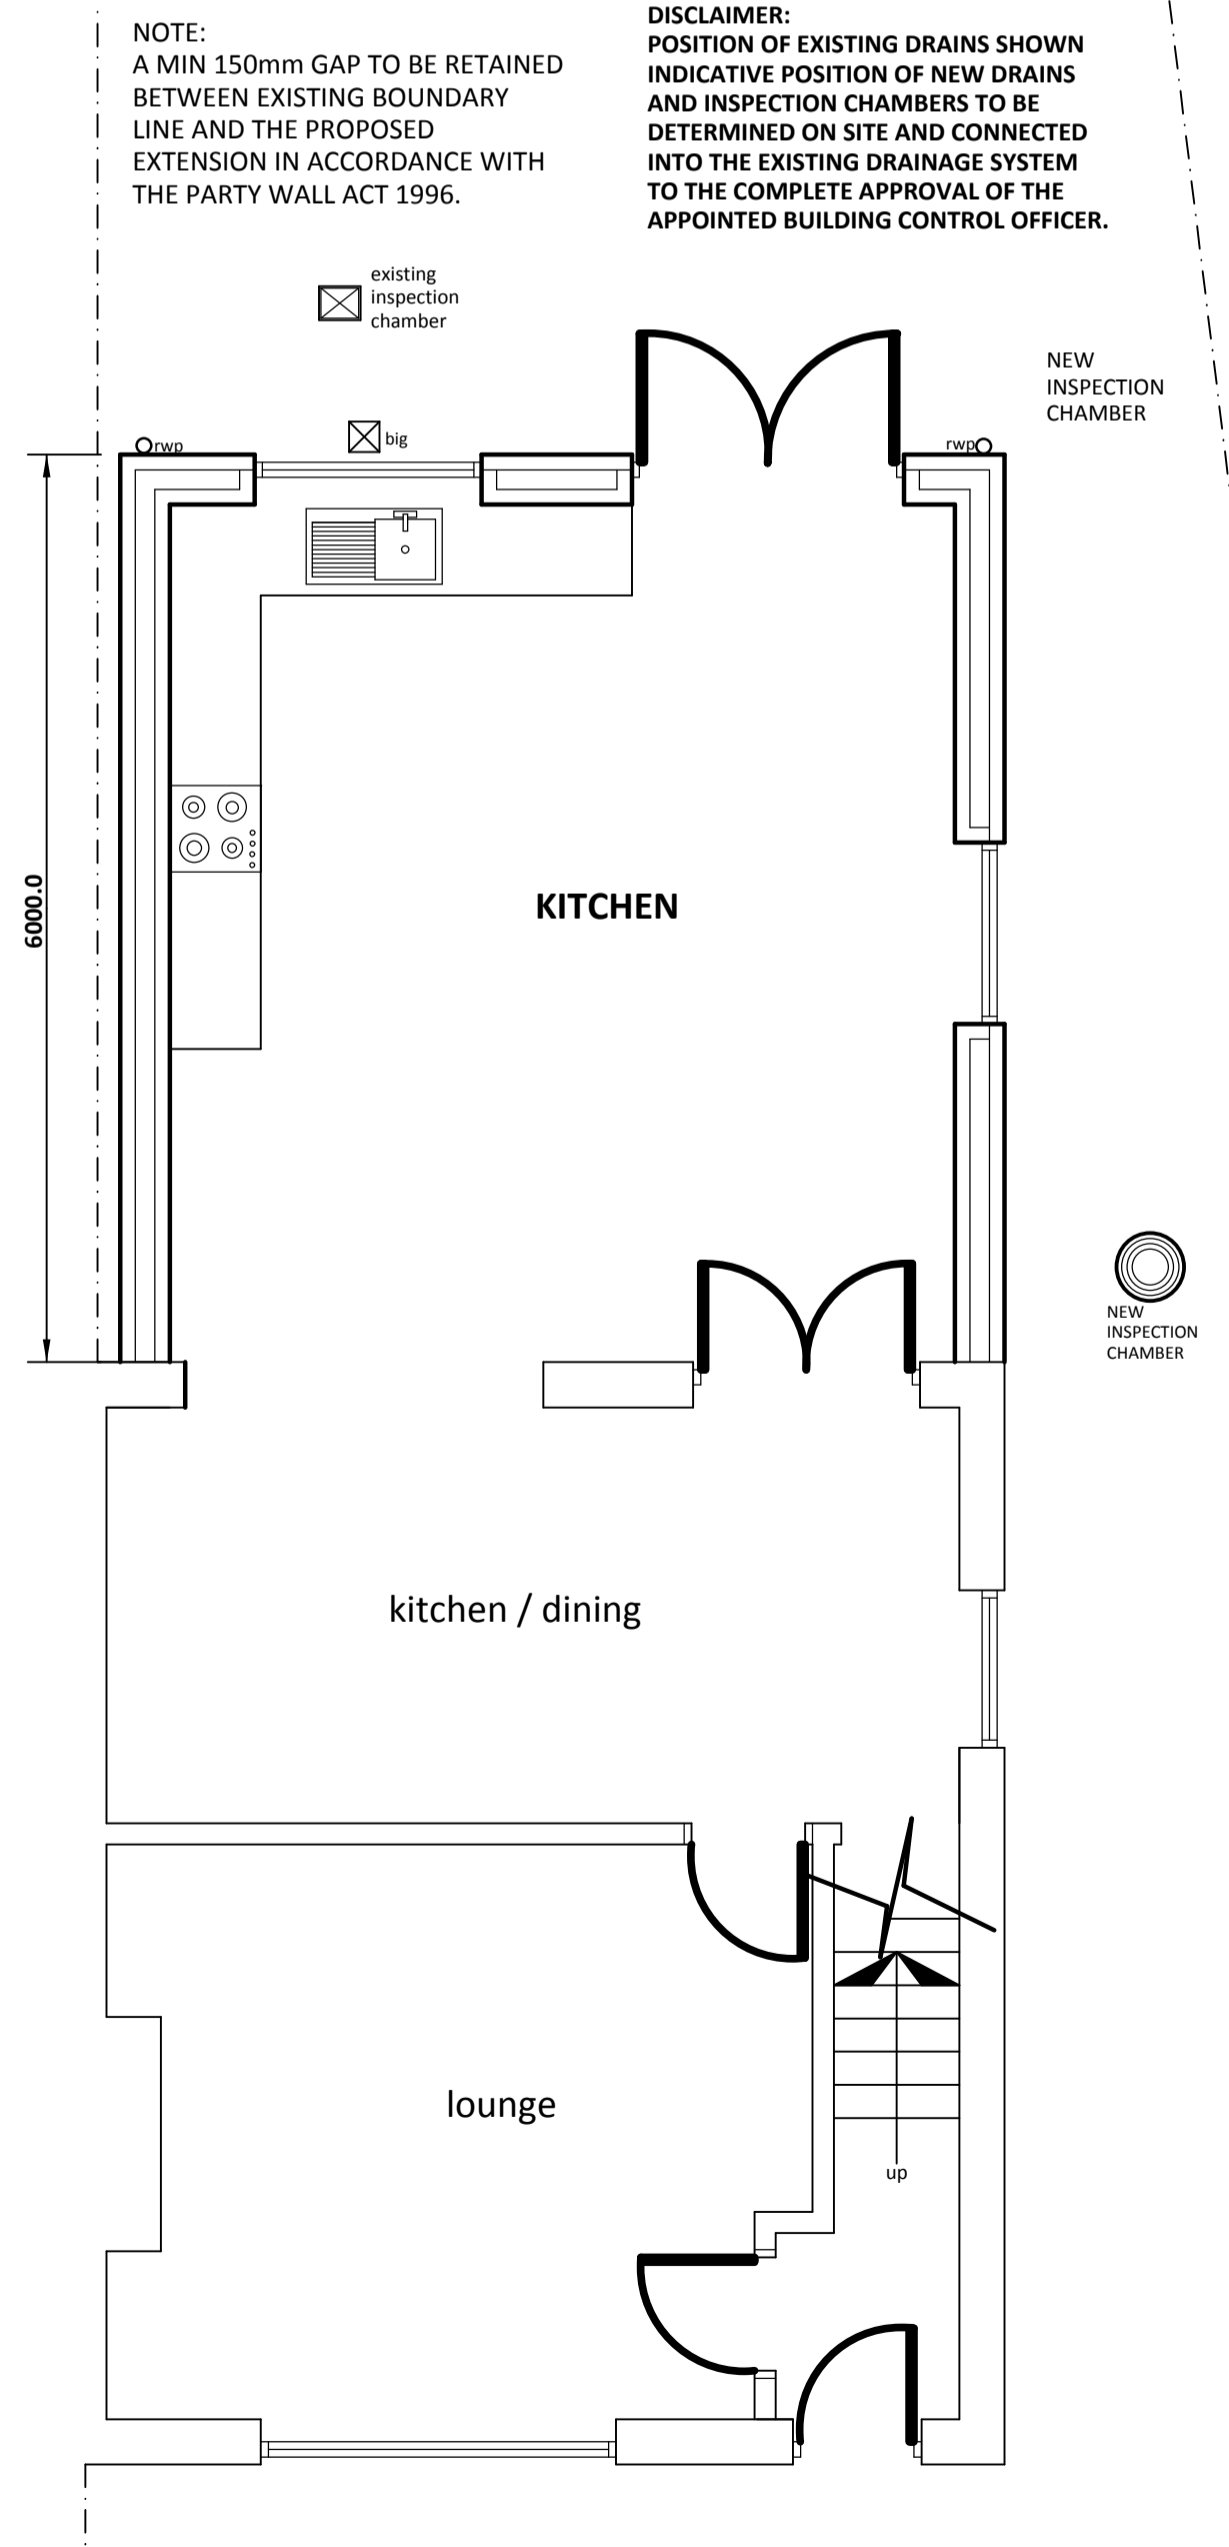 NOTE:
A MIN 150mm GAP TO BE RETAINED
BETWEEN EXISTING BOUNDARY
LINE AND THE PROPOSED
EXTENSION IN ACCORDANCE WITH
THE PARTY WALL ACT 1996.
DISCLAIMER:
POSITION OF EXISTING DRAINS SHOWN
INDICATIVE POSITION OF NEW DRAINS
AND INSPECTION CHAMBERS TO BE
DETERMINED ON SITE AND CONNECTED
INTO THE EXISTING DRAINAGE SYSTEM
TO THE COMPLETE APPROVAL OF THE
APPOINTED BUILDING CONTROL OFFICER.
existing
inspection
chamber
NEW
INSPECTION
CHAMBER
rwp
big
rwp
6000.0
KITCHEN
NEW
INSPECTION
CHAMBER
kitchen / dining
lounge
up